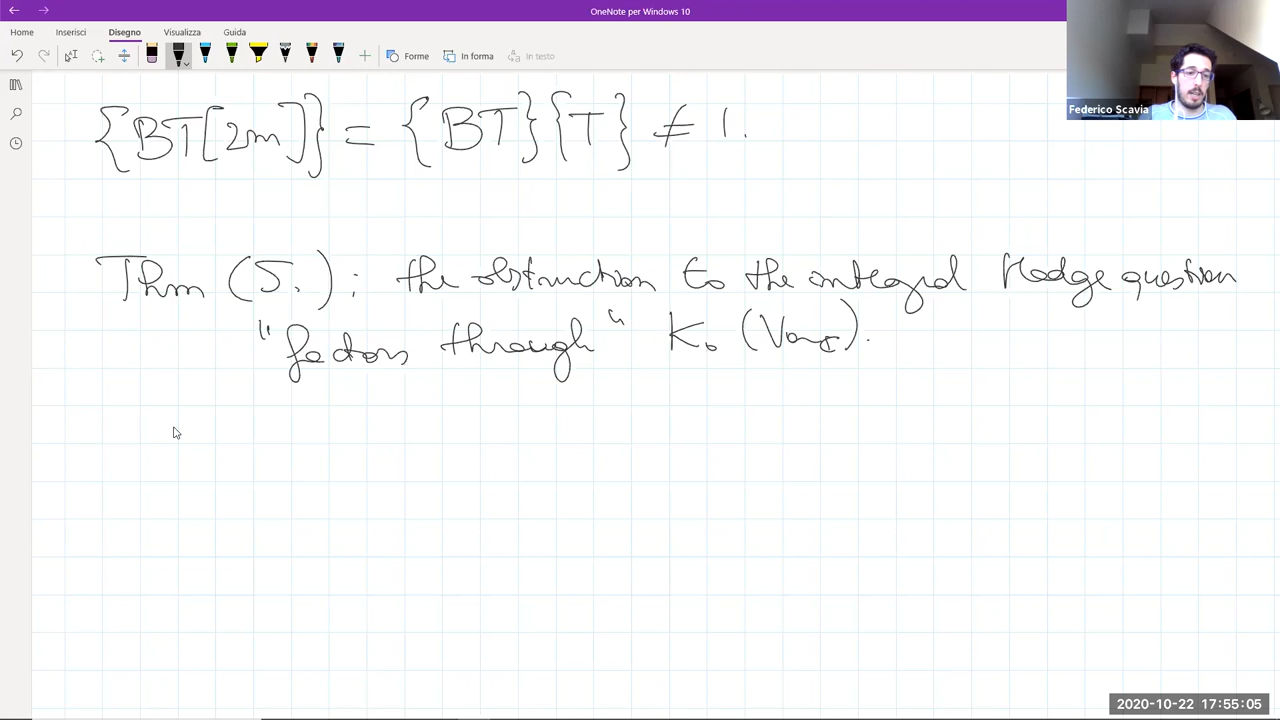 OneNote per Windows 10
Home Inserisci Disegno Visualizza Guida
Forme In forma In testo
Federico Scavia
{BT[2m]} = {BT}{T} ≠ 1.
Thm (S.): the obstruction to the integral Hodge question
"factors through" K₀ (Var_ℂ).
2020-10-22 17:55:05